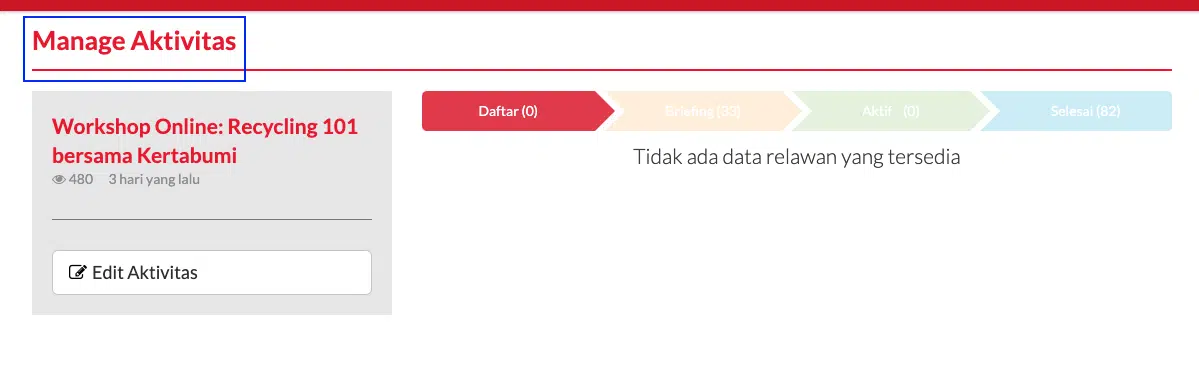 Manage Aktivitas
Workshop Online: Recycling 101
bersama Kertabumi
480 3 hari yang lalu
Edit Aktivitas
Daftar (0)
Briefing (33)
Aktif (0)
Selesai (82)
Tidak ada data relawan yang tersedia